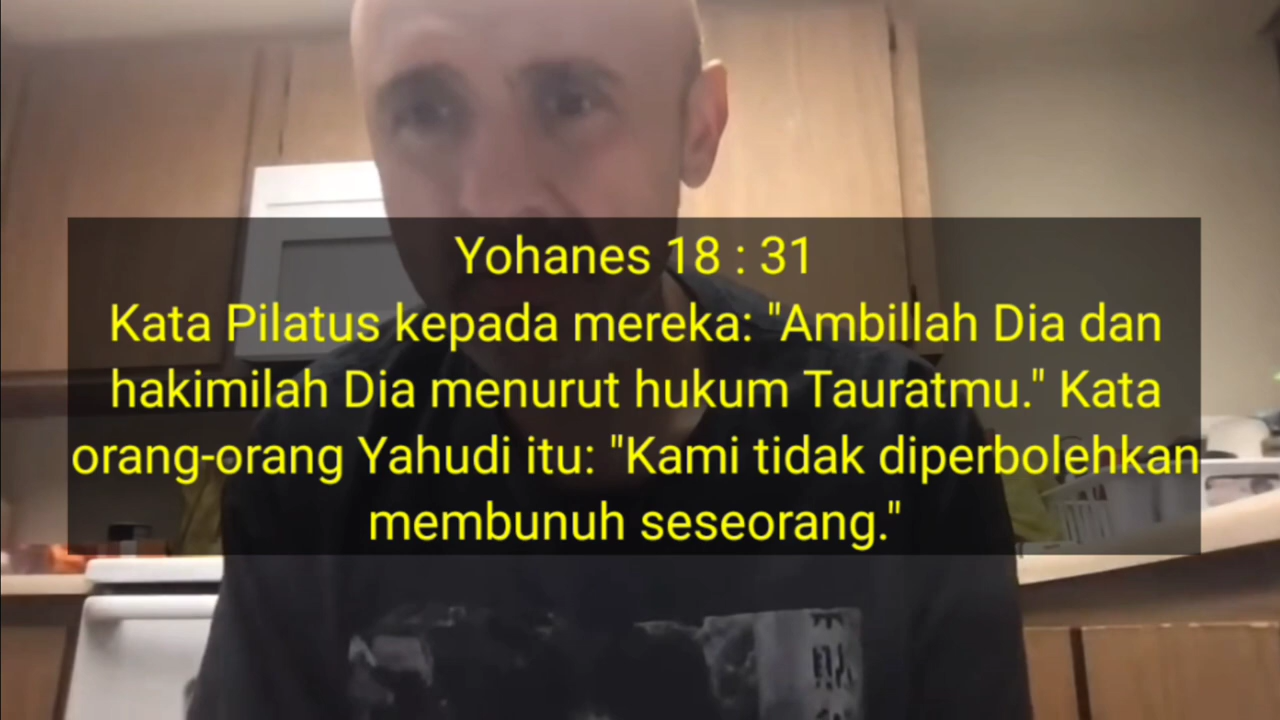 Yohanes 18 : 31
Kata Pilatus kepada mereka: "Ambillah Dia dan
hakimilah Dia menurut hukum Tauratmu." Kata
orang-orang Yahudi itu: "Kami tidak diperbolehkan
membunuh seseorang."